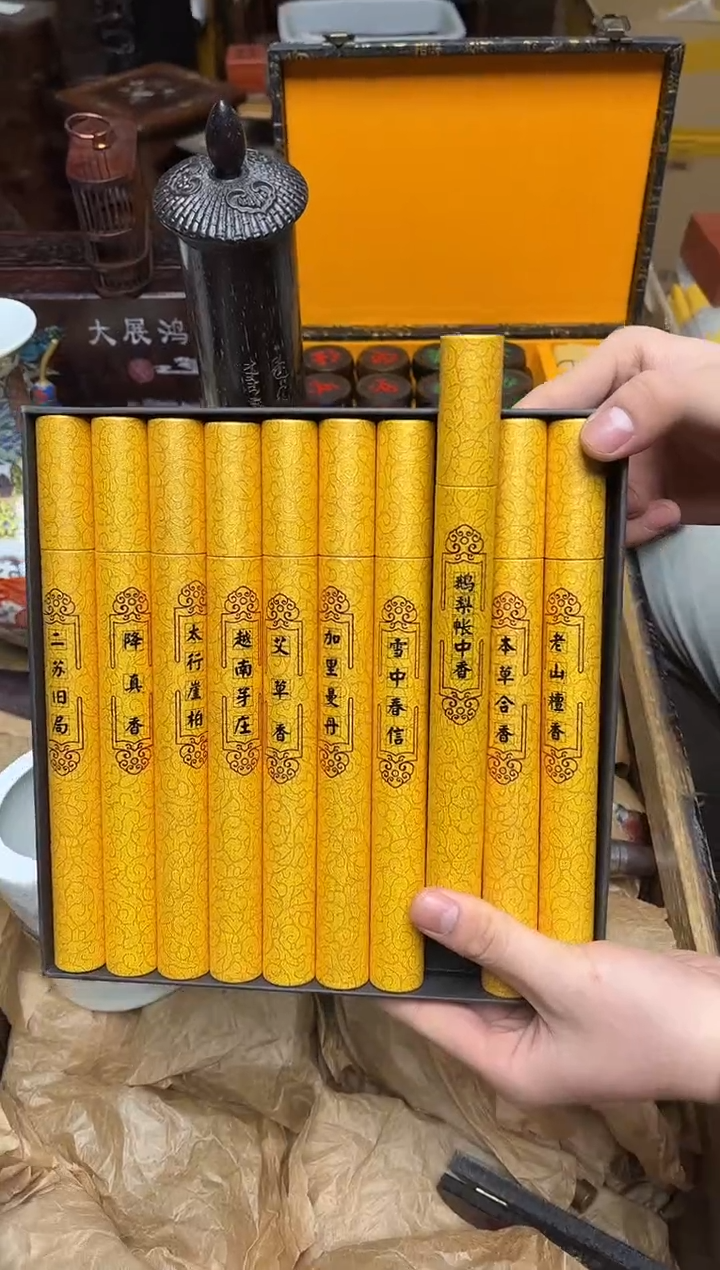 大展鸿
二苏旧局
降真香
太行崖柏
越南芽庄
艾草香
加里曼丹
雪中春信
鹅梨帐中香
本草合香
老山檀香